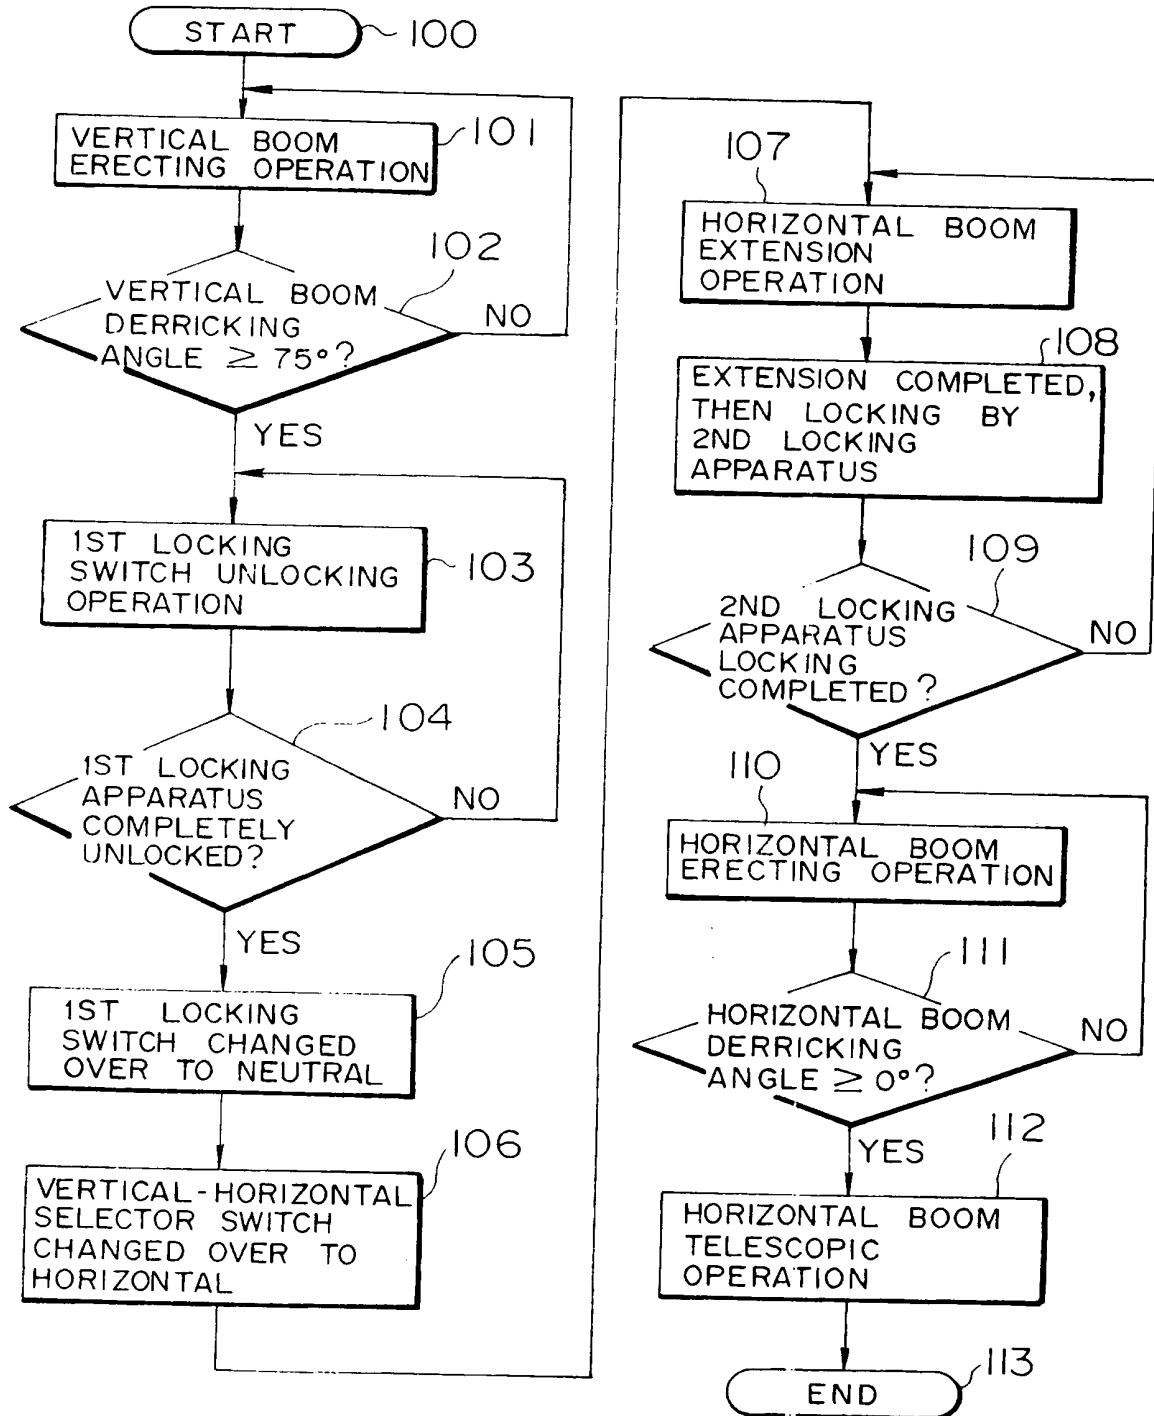 START
100
VERTICAL BOOM
ERECTING OPERATION
101
102
VERTICAL BOOM
DERRICKING
ANGLE ≥ 75°?
NO
YES
1ST LOCKING
SWITCH UNLOCKING
OPERATION
103
104
1ST LOCKING
APPARATUS
COMPLETELY
UNLOCKED?
NO
YES
105
1ST LOCKING
SWITCH CHANGED
OVER TO NEUTRAL
106
VERTICAL-HORIZONTAL
SELECTOR SWITCH
CHANGED OVER TO
HORIZONTAL
107
HORIZONTAL BOOM
EXTENSION
OPERATION
108
EXTENSION COMPLETED,
THEN LOCKING BY
2ND LOCKING
APPARATUS
109
2ND LOCKING
APPARATUS
LOCKING
COMPLETED?
NO
YES
110
HORIZONTAL BOOM
ERECTING OPERATION
111
HORIZONTAL BOOM
DERRICKING
ANGLE ≥ 0°?
NO
YES
112
HORIZONTAL BOOM
TELESCOPIC
OPERATION
END
113